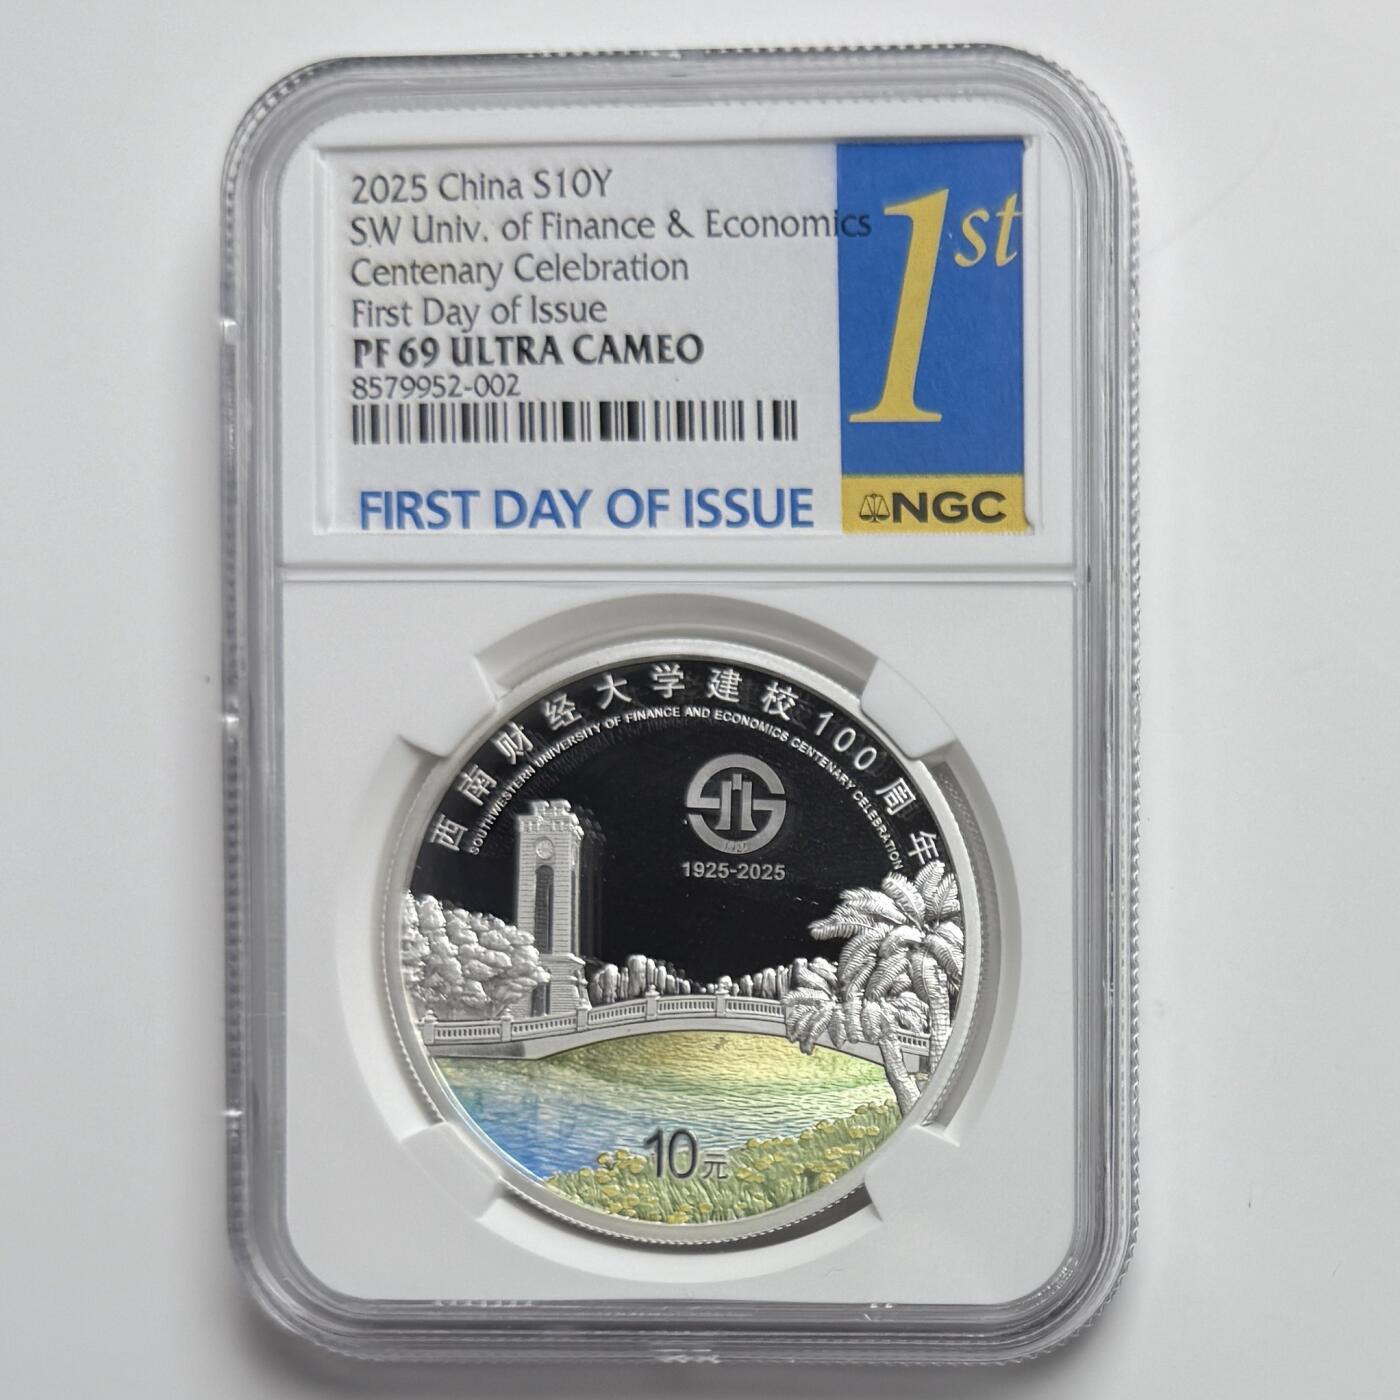 2025 China S10Y
SW Univ. of Finance & Economics
Centenary Celebration
First Day of Issue
PF 69 ULTRA CAMEO
8579952-002
FIRST DAY OF ISSUE
1st
NGC
西南财经大学建校100周年
SOUTHWESTERN UNIVERSITY OF FINANCE AND ECONOMICS CENTENARY CELEBRATION
1925-2025
10元